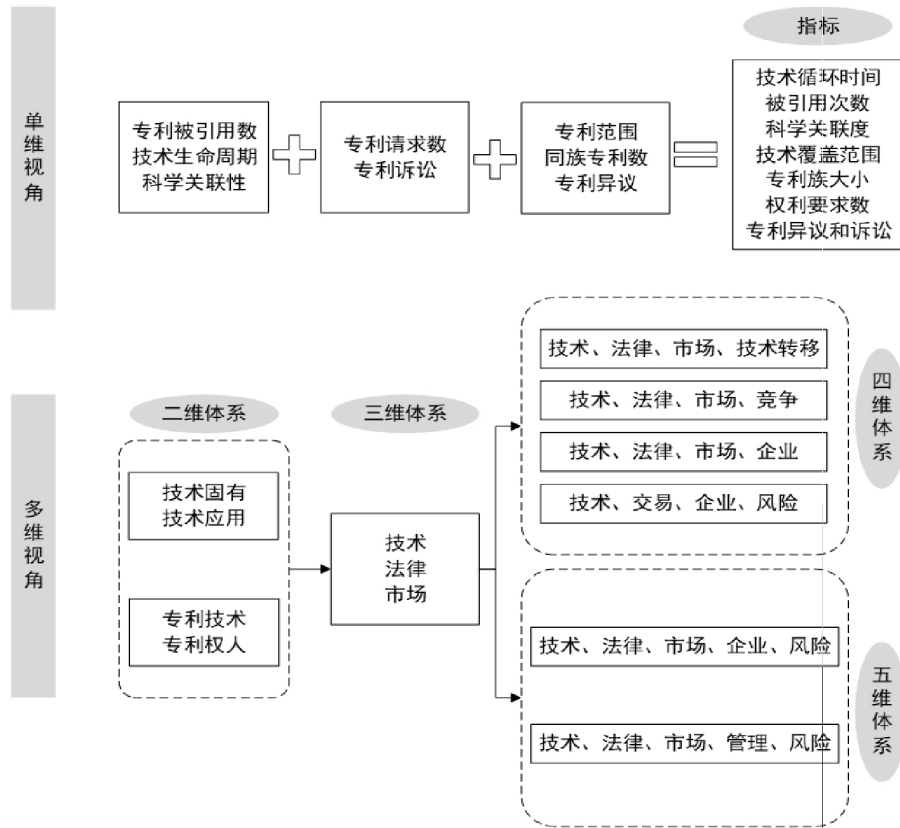 指标
单维视角
专利被引用数
技术生命周期
科学关联性
专利请求数
专利诉讼
专利范围
同族专利数
专利异议
技术循环时间
被引用次数
科学关联度
技术覆盖范围
专利族大小
权利要求数
专利异议和诉讼
多维视角
二维体系
技术固有
技术应用
专利技术
专利权人
三维体系
技术
法律
市场
四维体系
技术、法律、市场、技术转移
技术、法律、市场、竞争
技术、法律、市场、企业
技术、交易、企业、风险
五维体系
技术、法律、市场、企业、风险
技术、法律、市场、管理、风险